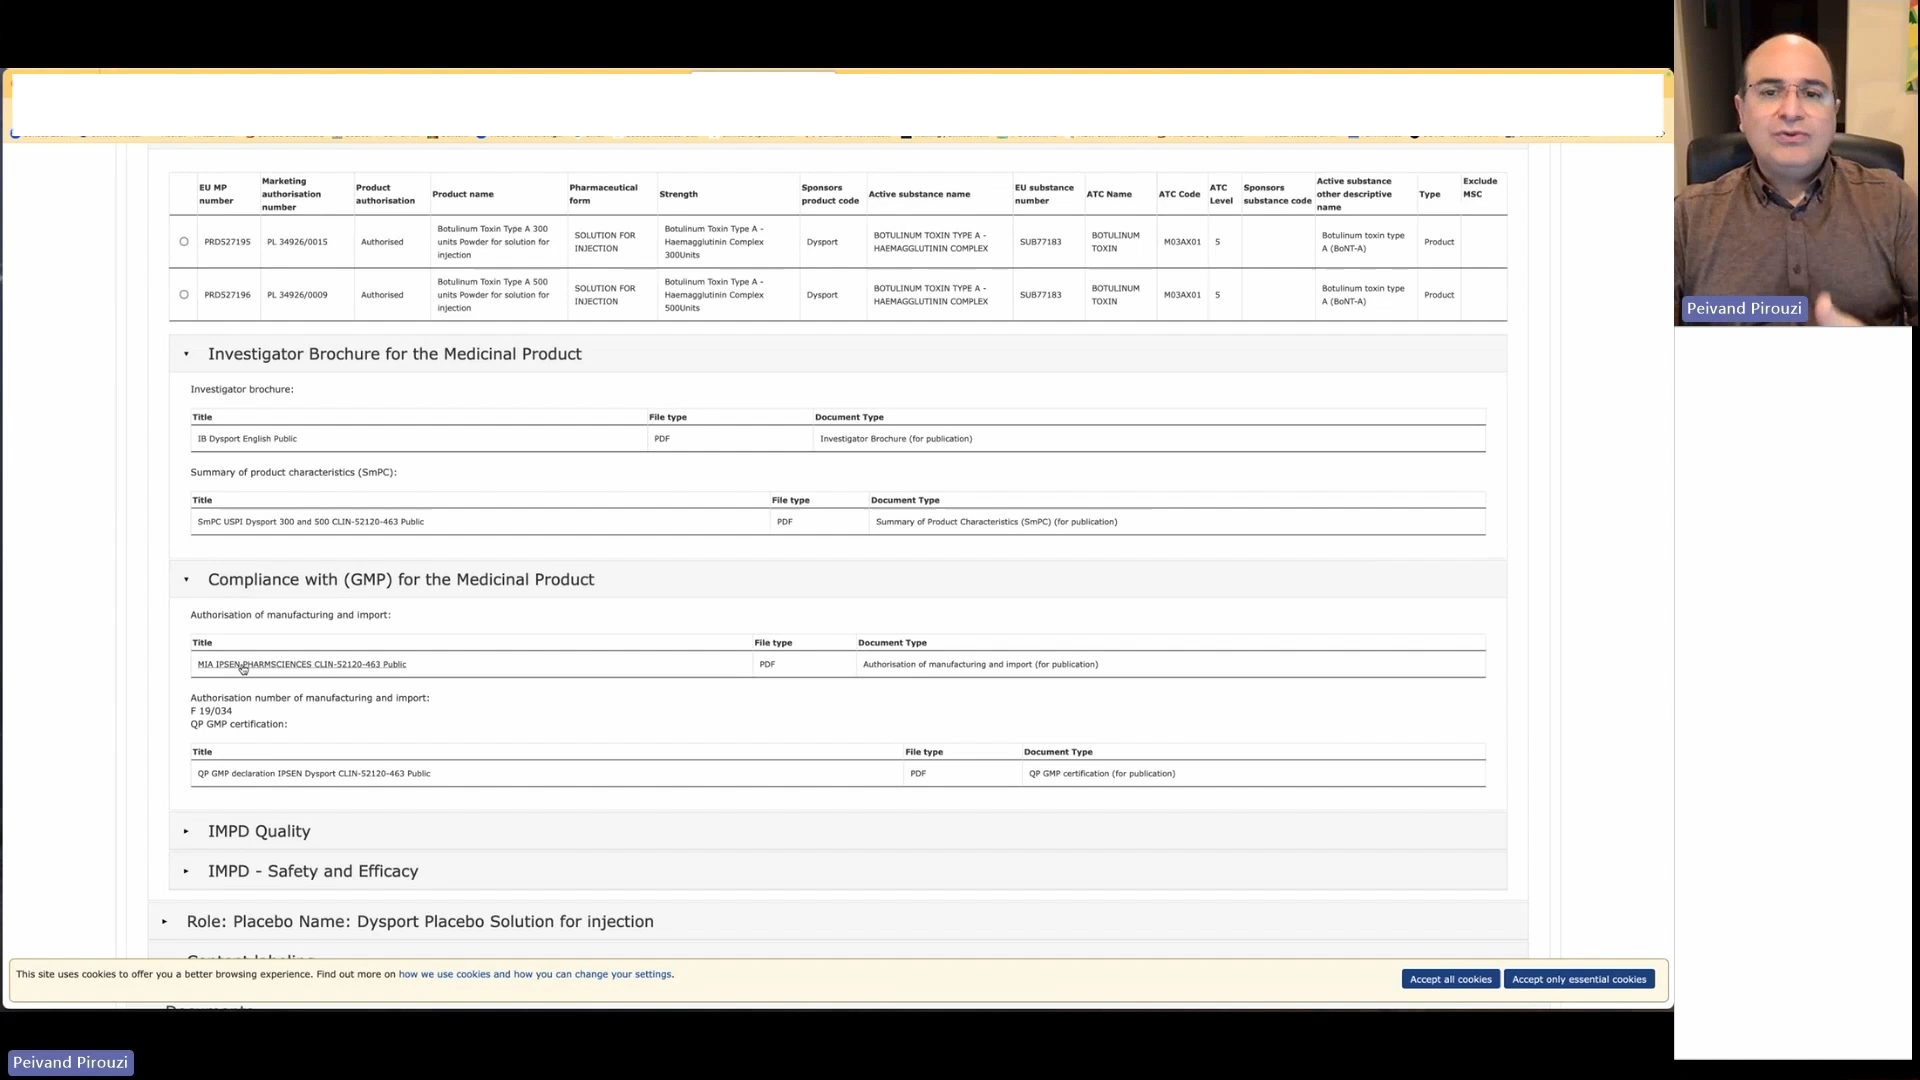 EU MP number
Marketing authorisation number
Product authorisation
Product name
Pharmaceutical form
Strength
Sponsors product code
Active substance name
EU substance number
ATC Name
ATC Code
ATC Level
Sponsors substance code
Active substance other descriptive name
Type
Exclude MSC
PRD527195
PL 34926/0015
Authorised
Botulinum Toxin Type A 300 units Powder for solution for injection
SOLUTION FOR INJECTION
Botulinum Toxin Type A - Haemagglutinin Complex 300Units
Dysport
BOTULINUM TOXIN TYPE A - HAEMAGGLUTININ COMPLEX
SUB77183
BOTULINUM TOXIN
M03AX01
5
Botulinum toxin type A (BoNT-A)
Product
PRD527196
PL 34926/0009
Authorised
Botulinum Toxin Type A 500 units Powder for solution for injection
SOLUTION FOR INJECTION
Botulinum Toxin Type A - Haemagglutinin Complex 500Units
Dysport
BOTULINUM TOXIN TYPE A - HAEMAGGLUTININ COMPLEX
SUB77183
BOTULINUM TOXIN
M03AX01
5
Botulinum toxin type A (BoNT-A)
Product
Investigator Brochure for the Medicinal Product
Investigator brochure:
Title File type Document Type
IB Dysport English Public PDF Investigator Brochure (for publication)
Summary of product characteristics (SmPC):
Title File type Document Type
SmPC USPI Dysport 300 and 500 CLIN-52120-463 Public PDF Summary of Product Characteristics (SmPC) (for publication)
Compliance with (GMP) for the Medicinal Product
Authorisation of manufacturing and import:
Title File type Document Type
MIA IPSEN PHARMSCIENCES CLIN-52120-463 Public PDF Authorisation of manufacturing and import (for publication)
Authorisation number of manufacturing and import:
F 19/034
QP GMP certification:
Title File type Document Type
QP GMP declaration IPSEN Dysport CLIN-52120-463 Public PDF QP GMP certification (for publication)
IMPD Quality
IMPD - Safety and Efficacy
Role: Placebo Name: Dysport Placebo Solution for injection
This site uses cookies to offer you a better browsing experience. Find out more on how we use cookies and how you can change your settings.
Accept all cookies
Accept only essential cookies
Peivand Pirouzi
Peivand Pirouzi